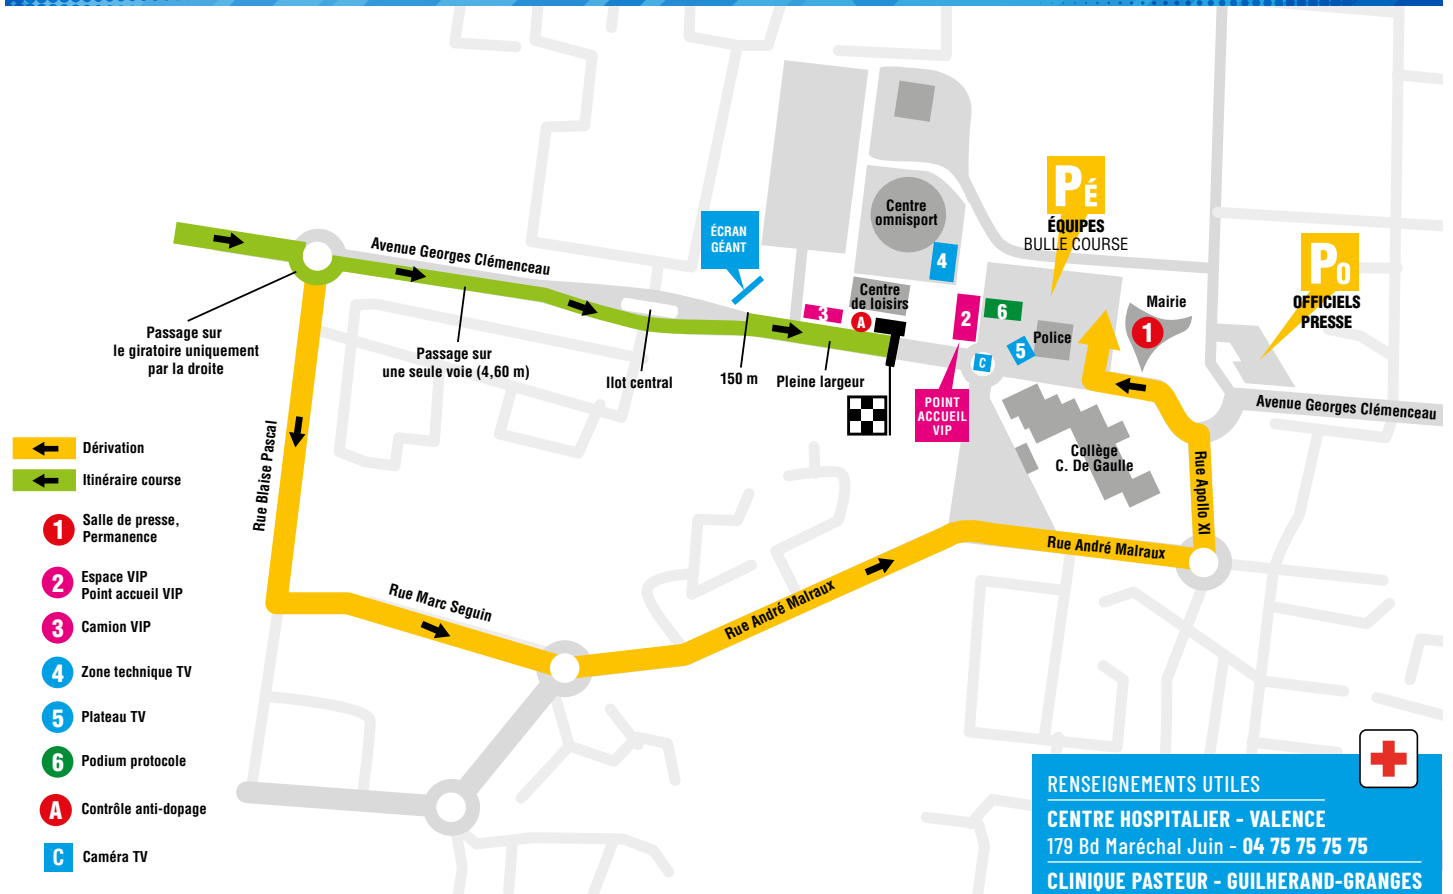 Avenue Georges Clémenceau
ÉCRAN
GÉANT
Centre
omnisport
4
PÉ
ÉQUIPES
BULLE COURSE
PO
OFFICIELS
PRESSE
Centre
de loisirs
3
A
2
6
5
C
Police
Mairie
1
Passage sur
le giratoire uniquement
par la droite
Passage sur
une seule voie (4,60 m)
Ilot central
150 m
Pleine largeur
POINT
ACCUEIL
VIP
Avenue Georges Clémenceau
Collège
C. De Gaulle
Rue Apollo XI
Rue André Malraux
Rue André Malraux
Rue Marc Seguin
Rue Blaise Pascal
Dérivation
Itinéraire course
1 Salle de presse,
Permanence
2 Espace VIP
Point accueil VIP
3 Camion VIP
4 Zone technique TV
5 Plateau TV
6 Podium protocole
A Contrôle anti-dopage
C Caméra TV
RENSEIGNEMENTS UTILES
CENTRE HOSPITALIER - VALENCE
179 Bd Maréchal Juin - 04 75 75 75 75
CLINIQUE PASTEUR - GUILHERAND-GRANGES